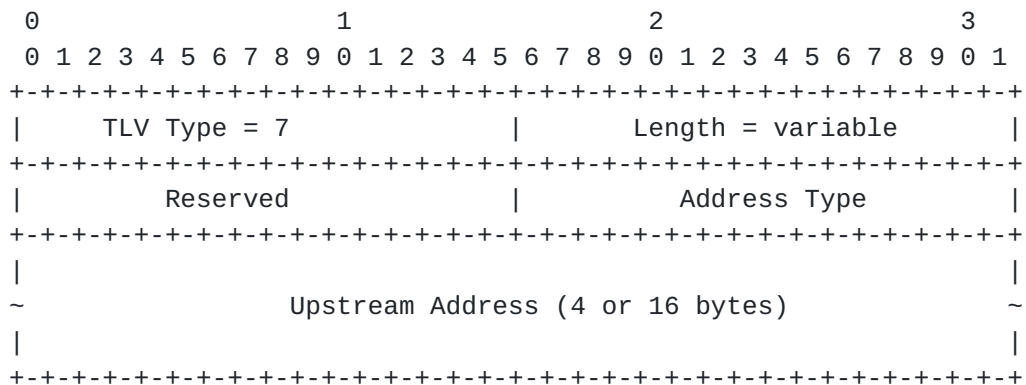 0                   1                   2                   3
0 1 2 3 4 5 6 7 8 9 0 1 2 3 4 5 6 7 8 9 0 1 2 3 4 5 6 7 8 9 0 1
+-+-+-+-+-+-+-+-+-+-+-+-+-+-+-+-+-+-+-+-+-+-+-+-+-+-+-+-+-+-+-+-+
|     TLV Type = 7              |       Length = variable       |
+-+-+-+-+-+-+-+-+-+-+-+-+-+-+-+-+-+-+-+-+-+-+-+-+-+-+-+-+-+-+-+-+
|         Reserved              |          Address Type         |
+-+-+-+-+-+-+-+-+-+-+-+-+-+-+-+-+-+-+-+-+-+-+-+-+-+-+-+-+-+-+-+-+
|                                                               |
~                 Upstream Address (4 or 16 bytes)              ~
|                                                               |
+-+-+-+-+-+-+-+-+-+-+-+-+-+-+-+-+-+-+-+-+-+-+-+-+-+-+-+-+-+-+-+-+